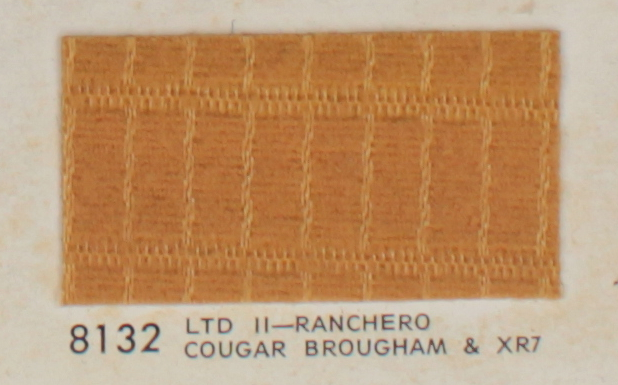 8132 LTD II—RANCHERO
COUGAR BROUGHAM & XR7